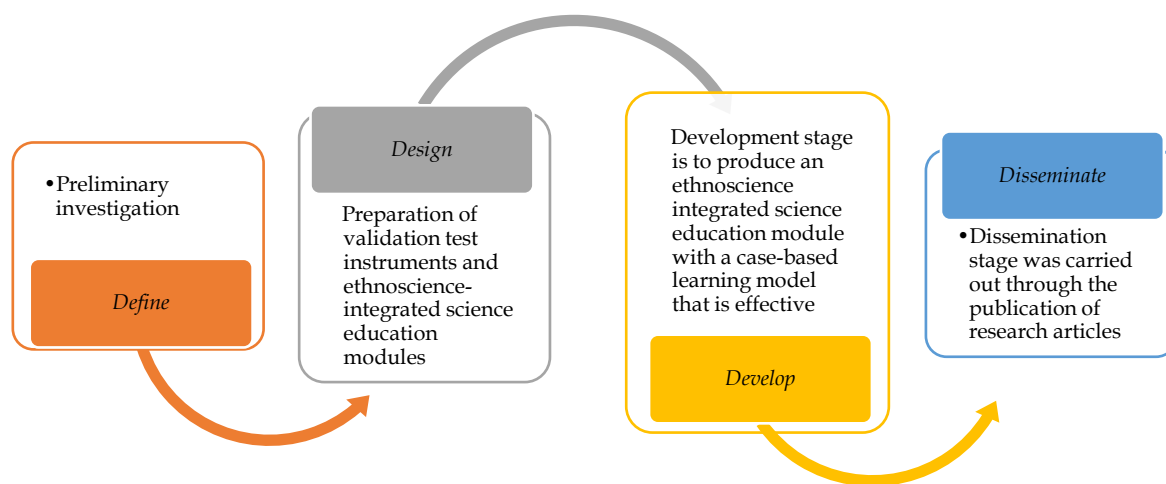 •Preliminary
investigation
Define
Design
Preparation of
validation test
instruments and
ethnoscience-
integrated science
education
modules
Development stage
is to produce an
ethnoscience
integrated science
education module
with a case-based
learning model
that is effective
Develop
Disseminate
•Dissemination
stage was carried
out through the
publication of
research articles